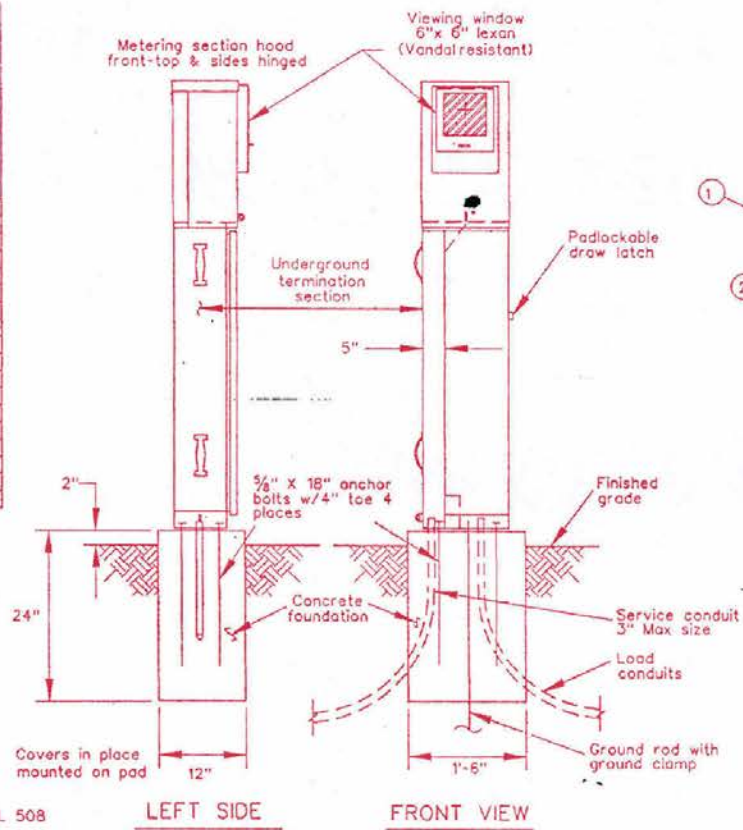 Metering section hood
front-top & sides hinged
Viewing window
6"x 6" lexan
(Vandal resistant)
1
2
Padlockable
draw latch
Underground
termination
section
5"
2"
5/8" X 18" anchor
bolts w/4" toe 4
places
Finished
grade
24"
Concrete
foundation
Service conduit
3" Max size
Load
conduits
Covers in place
mounted on pad
12"
1'-6"
Ground rod with
ground clamp
508
LEFT SIDE
FRONT VIEW